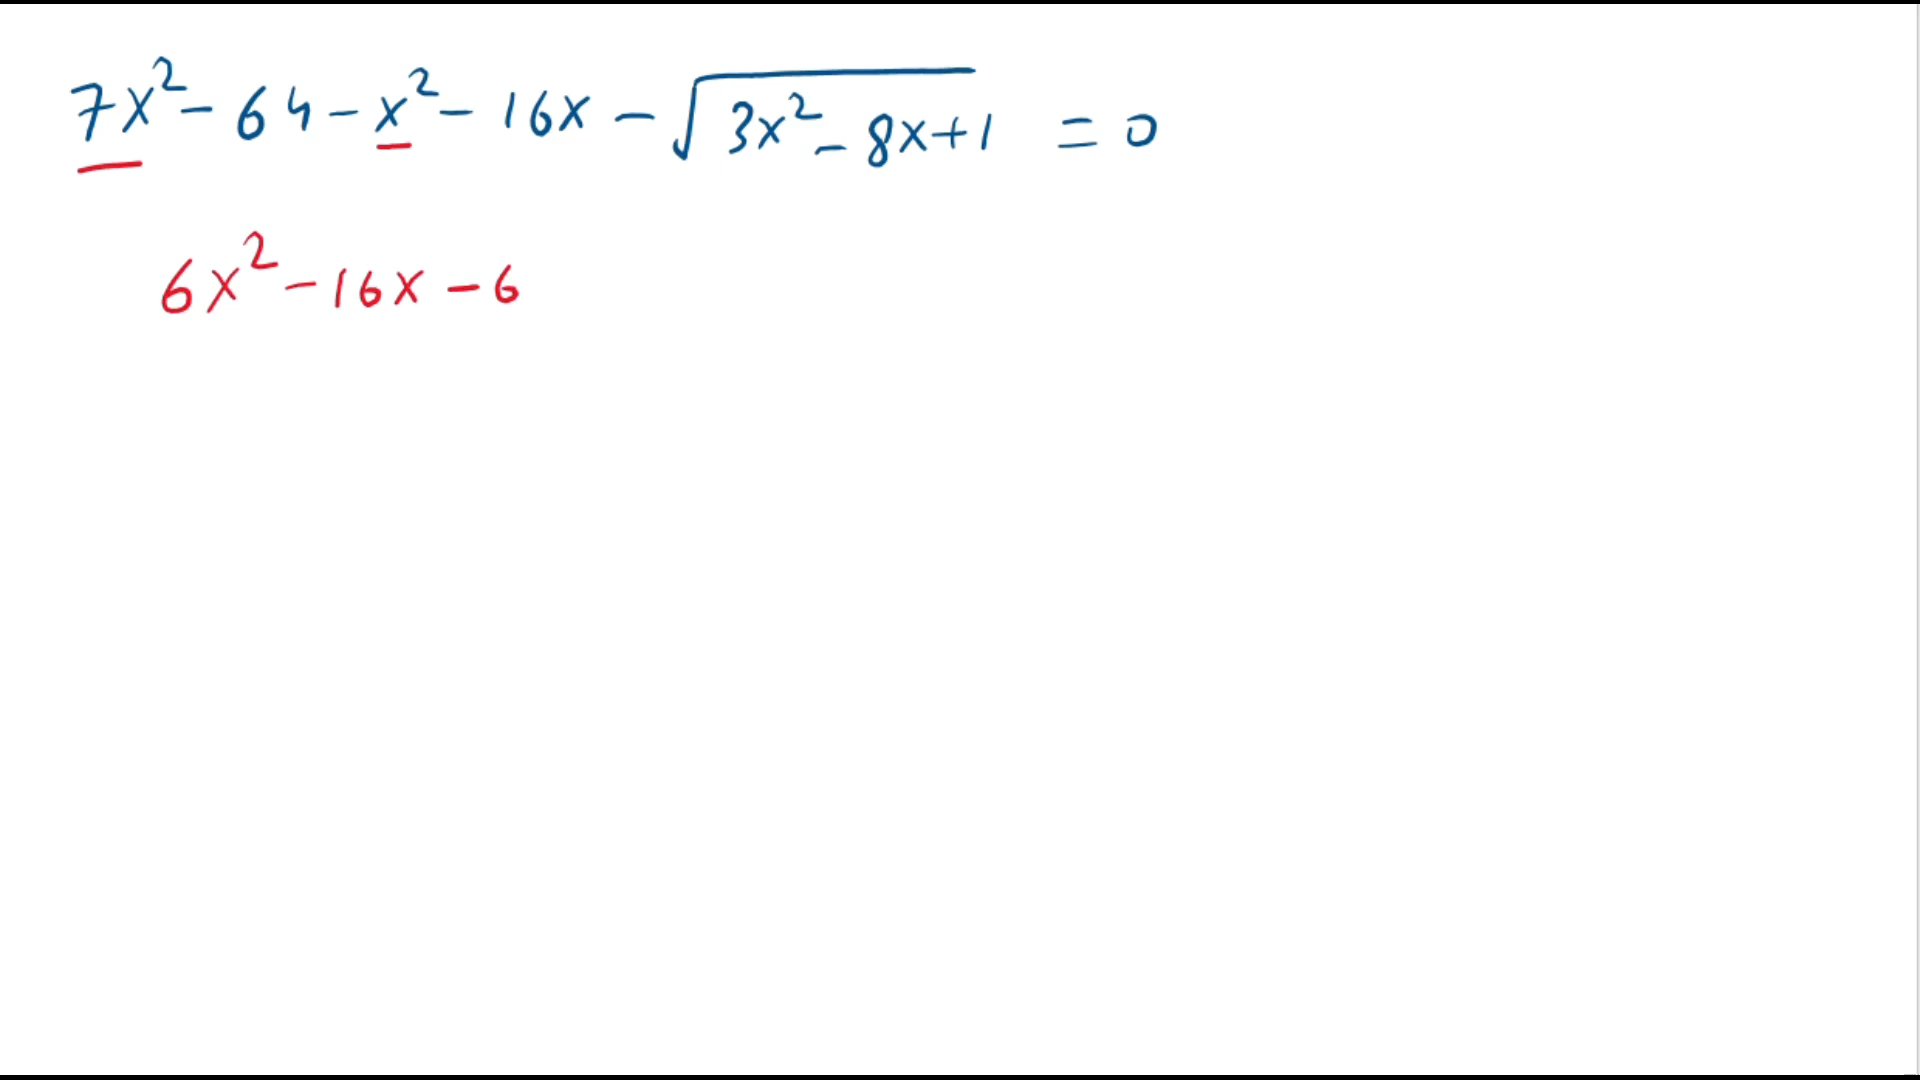 7x² - 64 - x² - 16x - √(3x² - 8x + 1) = 0
6x² - 16x - 6